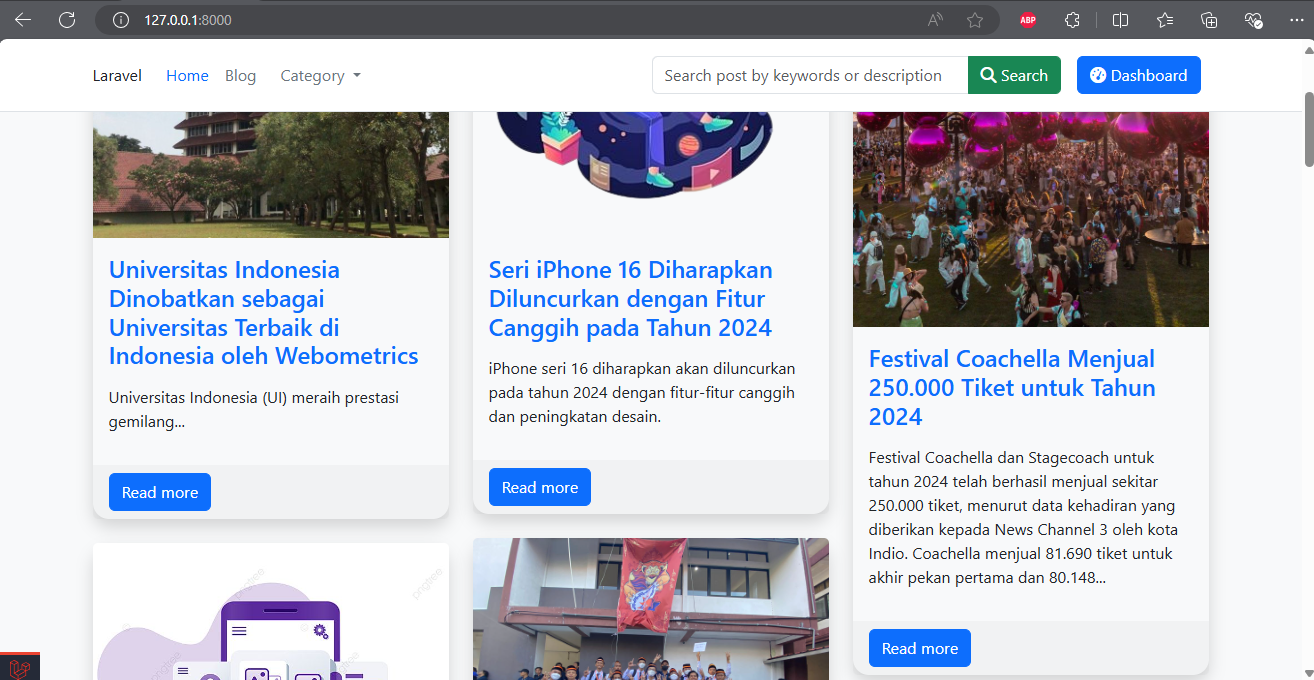 127.0.0.1:8000
ABP
Laravel
Home
Blog
Category
Search post by keywords or description
Search
Dashboard
Universitas Indonesia
Dinobatkan sebagai
Universitas Terbaik di
Indonesia oleh Webometrics
Universitas Indonesia (UI) meraih prestasi
gemilang...
Read more
Seri iPhone 16 Diharapkan
Diluncurkan dengan Fitur
Canggih pada Tahun 2024
iPhone seri 16 diharapkan akan diluncurkan
pada tahun 2024 dengan fitur-fitur canggih
dan peningkatan desain.
Read more
Festival Coachella Menjual
250.000 Tiket untuk Tahun
2024
Festival Coachella dan Stagecoach untuk
tahun 2024 telah berhasil menjual sekitar
250.000 tiket, menurut data kehadiran yang
diberikan kepada News Channel 3 oleh kota
Indio. Coachella menjual 81.690 tiket untuk
akhir pekan pertama dan 80.148...
Read more